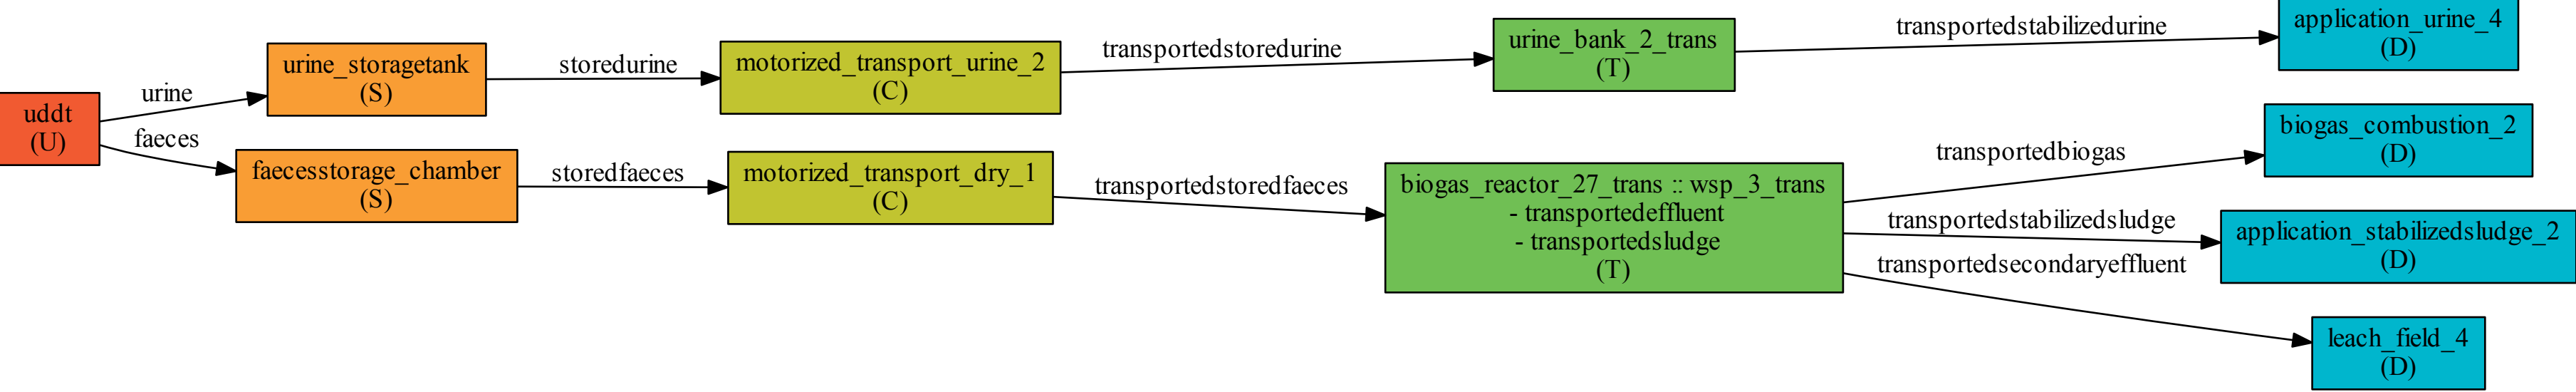 uddt
(U)
urine
faeces
urine_storagetank
(S)
faecesstorage_chamber
(S)
storedurine
storedfaeces
motorized_transport_urine_2
(C)
motorized_transport_dry_1
(C)
transportedstoredurine
transportedstoredfaeces
urine_bank_2_trans
(T)
biogas_reactor_27_trans :: wsp_3_trans
- transportedeffluent
- transportedsludge
(T)
transportedstabilizedurine
transportedbiogas
transportedstabilizedsludge
transportedsecondaryeffluent
application_urine_4
(D)
biogas_combustion_2
(D)
application_stabilizedsludge_2
(D)
leach_field_4
(D)